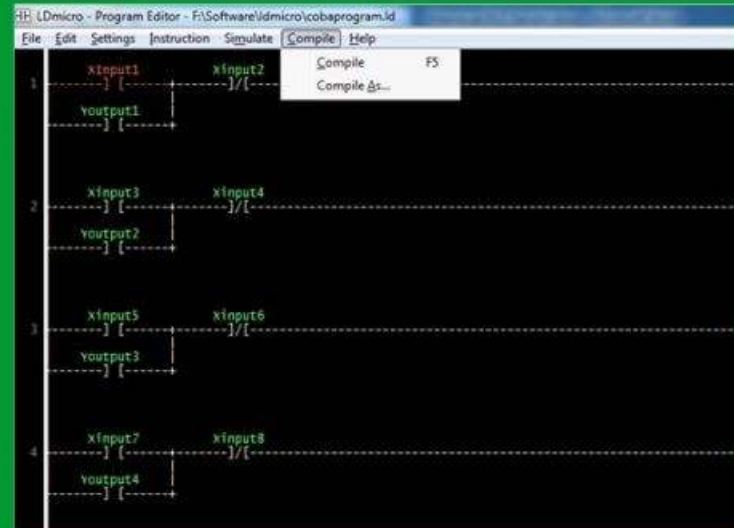 LDmicro - Program Editor - F:\Software\ldmicro\cobaprogram.ld
File Edit Settings Instruction Simulate Compile Help
Compile F5
Compile As...
XInput1 Xinput2
1 ] [ ]/[
Youtput1
] [
Xinput3 Xinput4
2 ] [ ]/[
Youtput2
] [
Xinput5 Xinput6
3 ] [ ]/[
Youtput3
] [
Xinput7 Xinput8
4 ] [ ]/[
Youtput4
] [